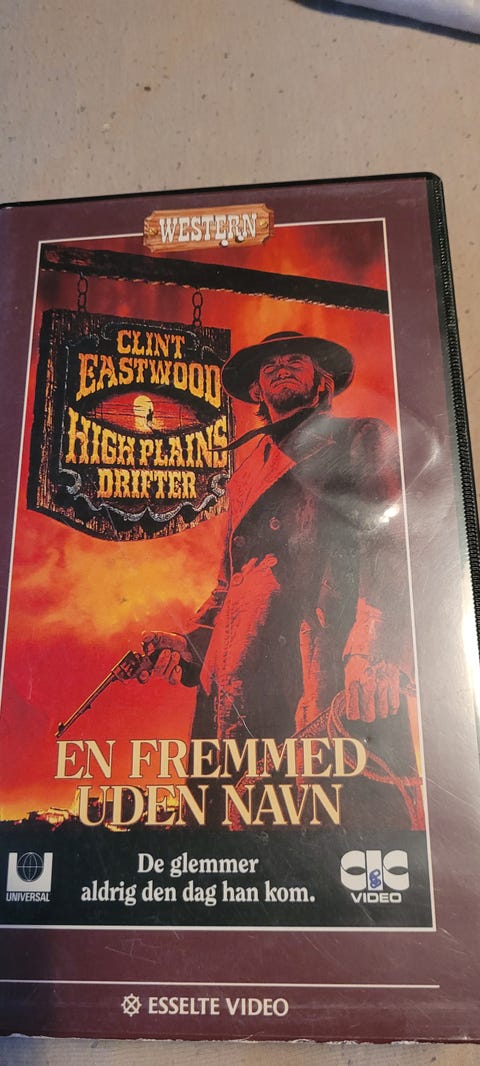 WESTERN
CLINT
EASTWOOD
HIGH PLAINS
DRIFTER
EN FREMMED
UDEN NAVN
De glemmer
aldrig den dag han kom.
UNIVERSAL
CIC
&
VIDEO
ESSELTE VIDEO